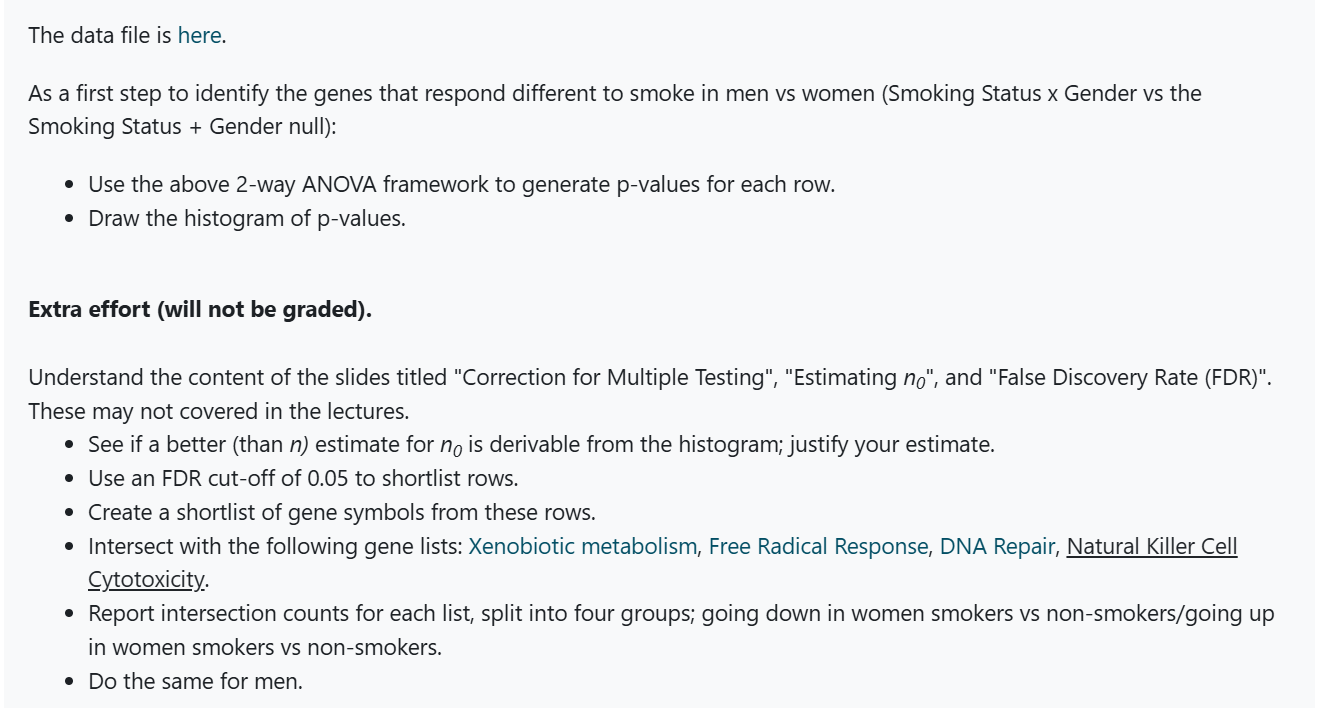 The data file is here.
As a first step to identify the genes that respond different to smoke in men vs women (Smoking Status x Gender vs the
Smoking Status + Gender null):
• Use the above 2-way ANOVA framework to generate p-values for each row.
• Draw the histogram of p-values.
Extra effort (will not be graded).
Understand the content of the slides titled "Correction for Multiple Testing", "Estimating n0", and "False Discovery Rate (FDR)".
These may not covered in the lectures.
• See if a better (than n) estimate for n0 is derivable from the histogram; justify your estimate.
• Use an FDR cut-off of 0.05 to shortlist rows.
• Create a shortlist of gene symbols from these rows.
• Intersect with the following gene lists: Xenobiotic metabolism, Free Radical Response, DNA Repair, Natural Killer Cell
Cytotoxicity.
• Report intersection counts for each list, split into four groups; going down in women smokers vs non-smokers/going up
in women smokers vs non-smokers.
• Do the same for men.